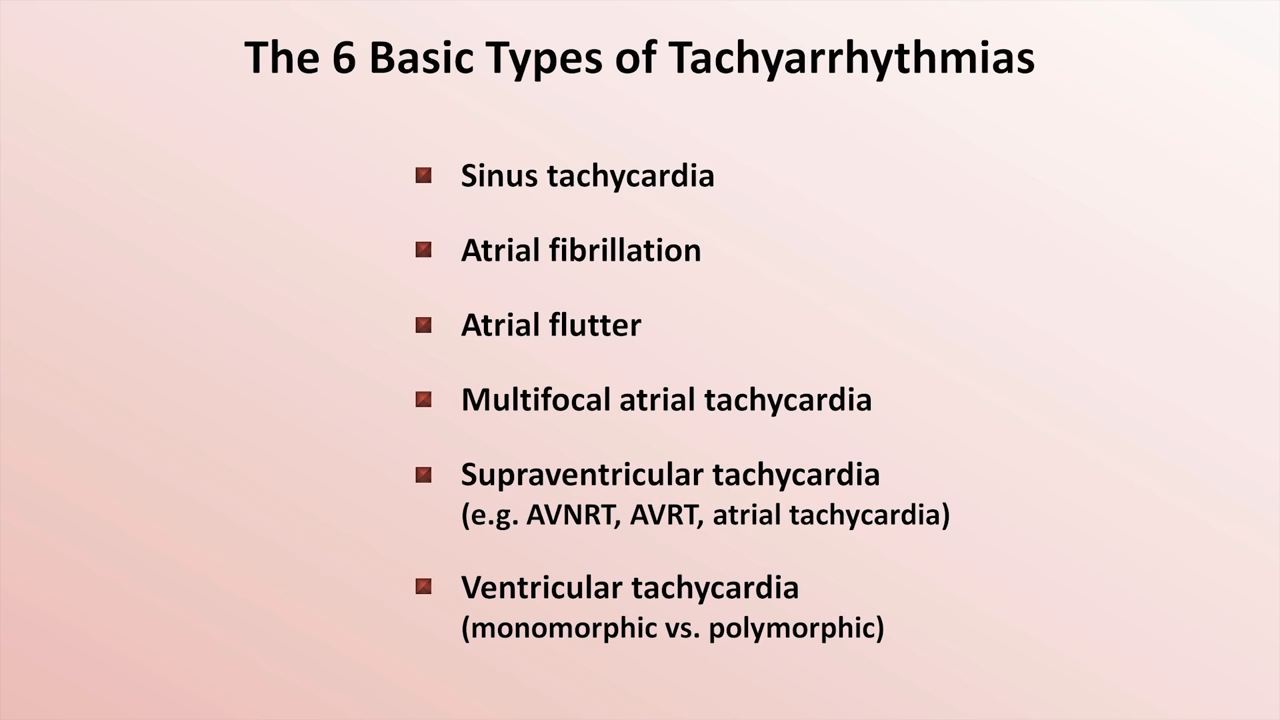 The 6 Basic Types of Tachyarrhythmias
Sinus tachycardia
Atrial fibrillation
Atrial flutter
Multifocal atrial tachycardia
Supraventricular tachycardia
(e.g. AVNRT, AVRT, atrial tachycardia)
Ventricular tachycardia
(monomorphic vs. polymorphic)